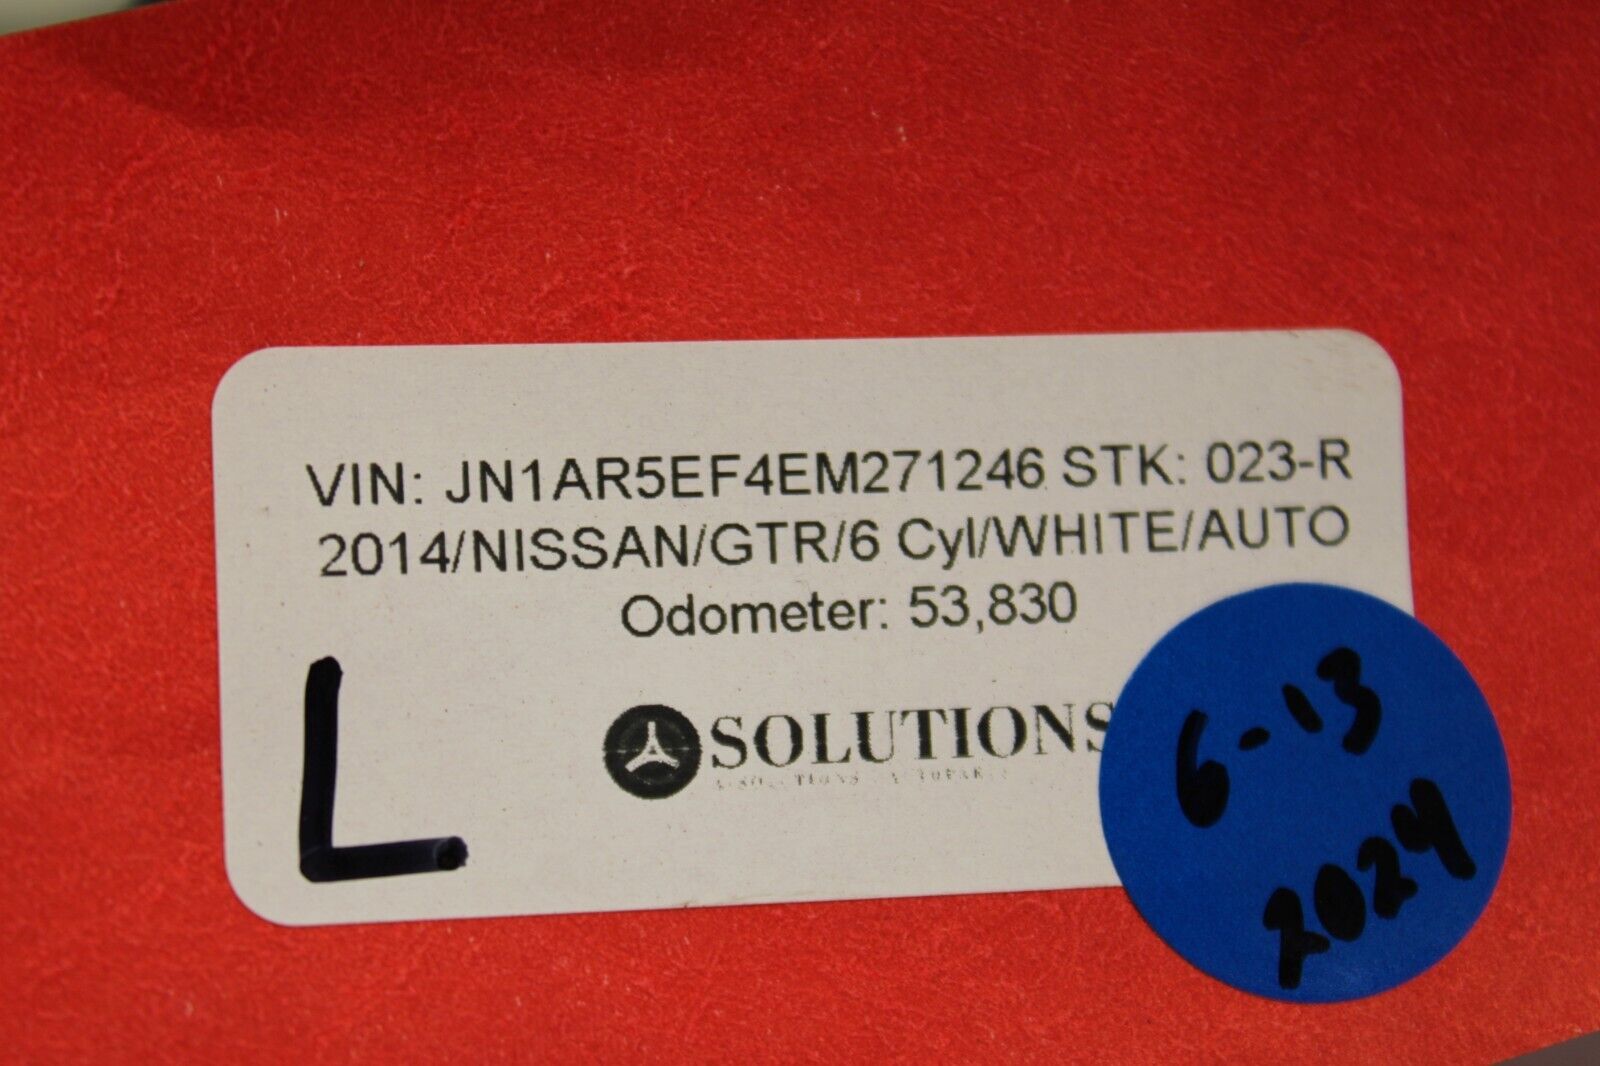 VIN: JN1AR5EF4EM271246 STK: 023-R
2014/NISSAN/GTR/6 Cyl/WHITE/AUTO
Odometer: 53,830
L
SOLUTIONS
6-13
2024